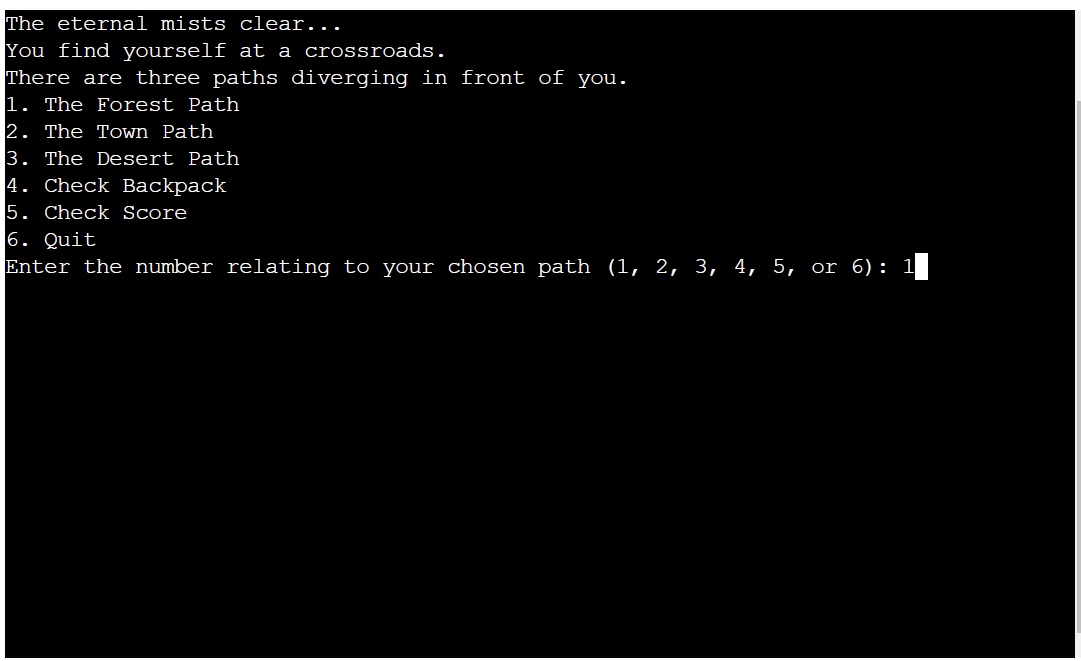 The eternal mists clear...
You find yourself at a crossroads.
There are three paths diverging in front of you.
1. The Forest Path
2. The Town Path
3. The Desert Path
4. Check Backpack
5. Check Score
6. Quit
Enter the number relating to your chosen path (1, 2, 3, 4, 5, or 6): 1